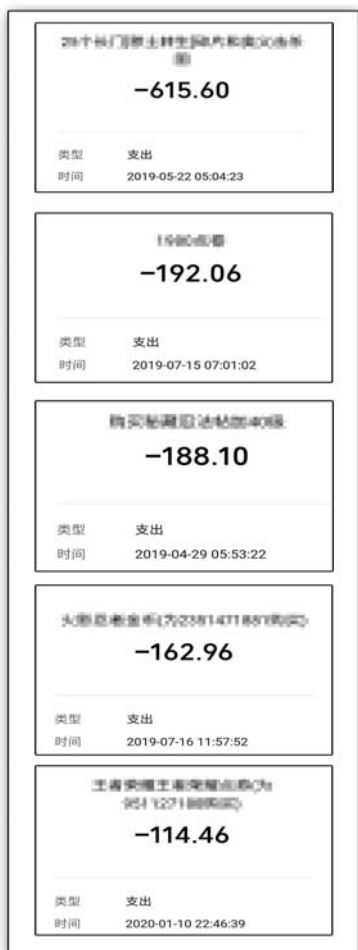 −615.60
类型 支出
时间 2019-05-22 05:04:23
−192.06
类型 支出
时间 2019-07-15 07:01:02
−188.10
类型 支出
时间 2019-04-29 05:53:22
−162.96
类型 支出
时间 2019-07-16 11:57:52
−114.46
类型 支出
时间 2020-01-10 22:46:39